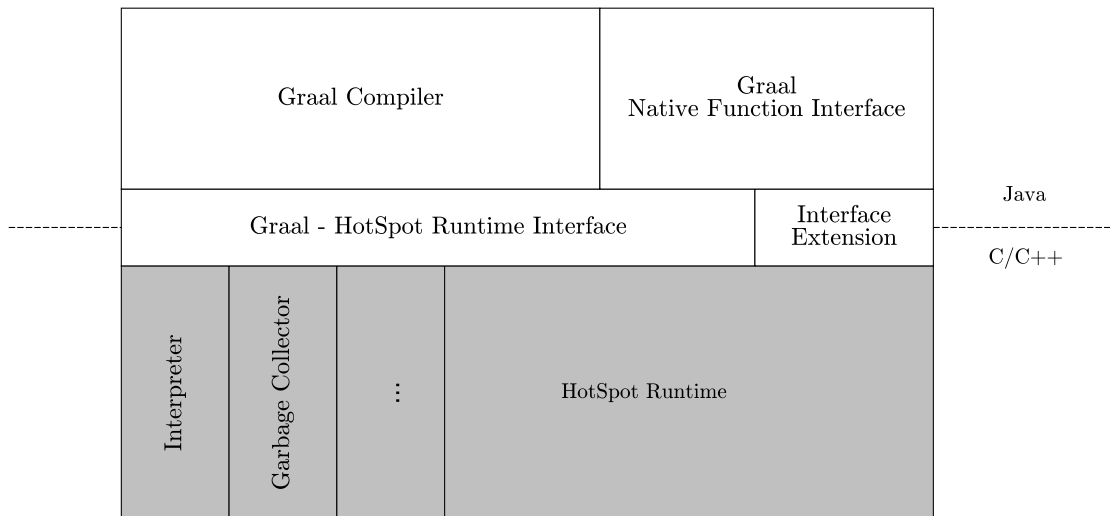 Graal Compiler
Graal
Native Function Interface
Java
Graal - HotSpot Runtime Interface
Interface
Extension
C/C++
Interpreter
Garbage Collector
...
HotSpot Runtime